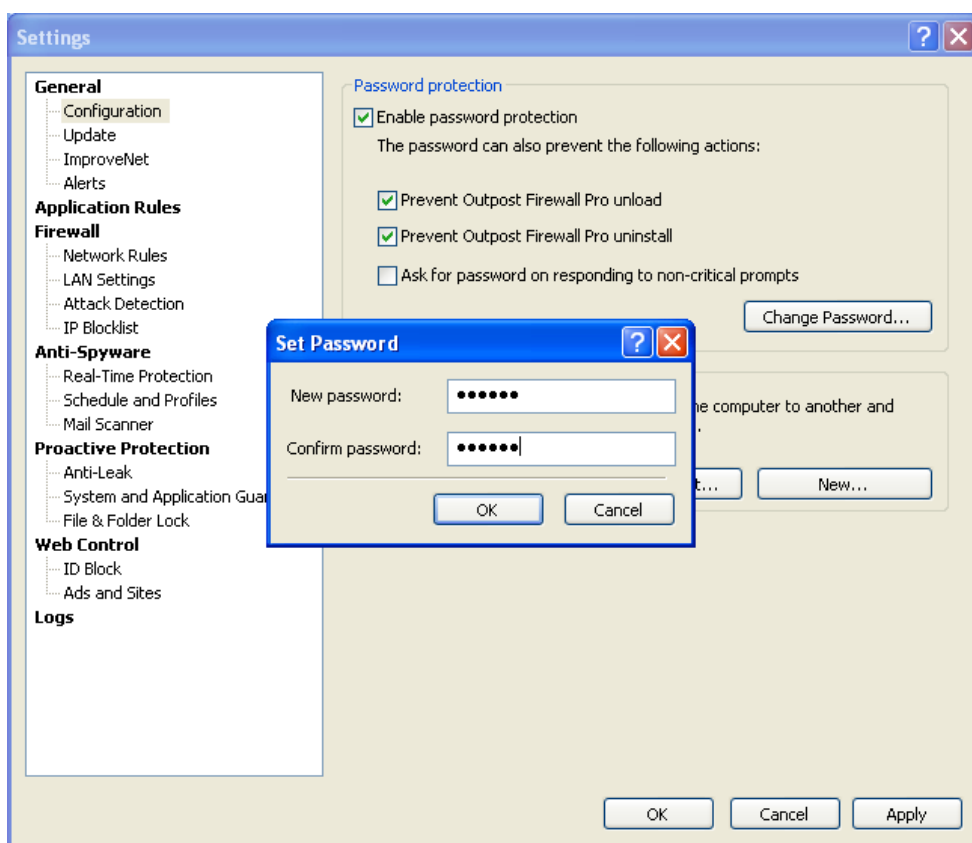 Settings
General
Configuration
Update
ImproveNet
Alerts
Application Rules
Firewall
Network Rules
LAN Settings
Attack Detection
IP Blocklist
Anti-Spyware
Real-Time Protection
Schedule and Profiles
Mail Scanner
Proactive Protection
Anti-Leak
System and Application
File & Folder Lock
Web Control
ID Block
Ads and Sites
Logs
Password protection
Enable password protection
The password can also prevent the following actions:
Prevent Outpost Firewall Pro unload
Prevent Outpost Firewall Pro uninstall
Ask for password on responding to non-critical prompts
Change Password...
computer to another and
New...
Set Password
New password: ●●●●●●
Confirm password: ●●●●●●
OK Cancel
OK Cancel Apply